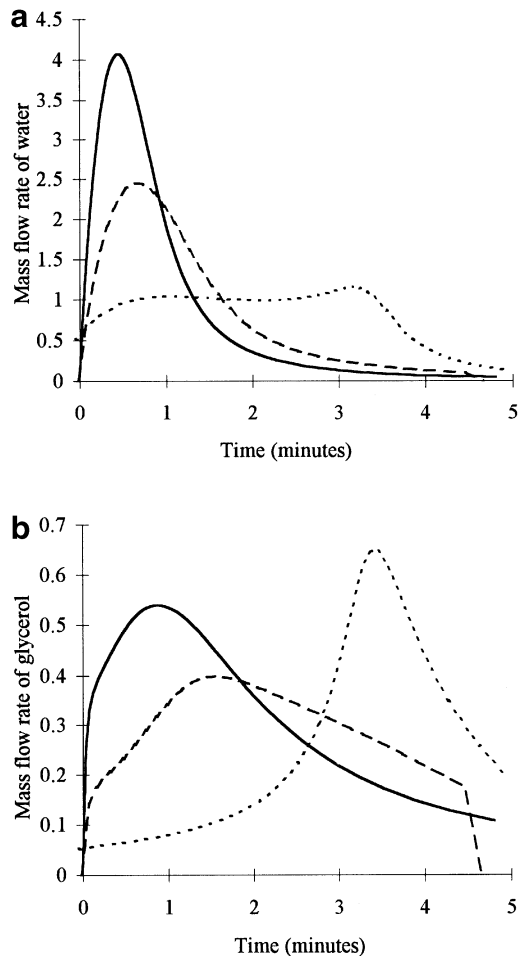 a
4.5
4
3.5
3
2.5
2
1.5
1
0.5
0
Mass flow rate of water
0 1 2 3 4 5
Time (minutes)
b
0.7
0.6
0.5
0.4
0.3
0.2
0.1
0
Mass flow rate of glycerol
0 1 2 3 4 5
Time (minutes)